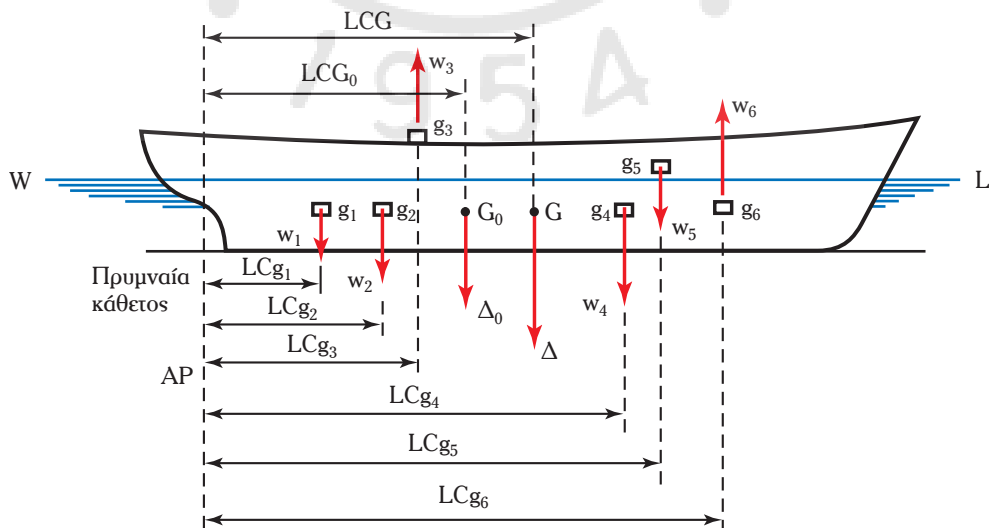 LCG
LCG₀
w₃
w₆
g₃
g₅
W
L
g₁
g₂
G₀
G
g₄
g₆
w₁
w₂
w₅
w₄
Πρυμναία
κάθετος
LCg₁
LCg₂
Δ₀
LCg₃
Δ
AP
LCg₄
LCg₅
LCg₆
1954